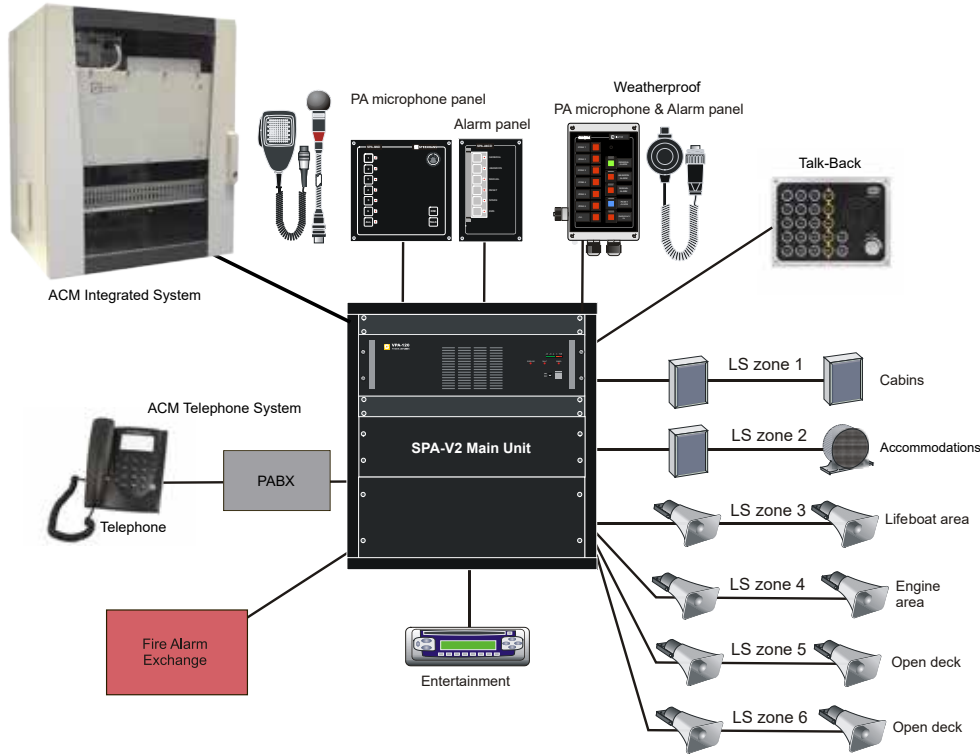 Weatherproof
PA microphone panel
PA microphone & Alarm panel
Alarm panel
Talk-Back
ACM Integrated System
VPA-120
LS zone 1
Cabins
ACM Telephone System
SPA-V2 Main Unit
LS zone 2
Accommodations
PABX
Telephone
LS zone 3
Lifeboat area
LS zone 4
Engine
area
Fire Alarm
Exchange
LS zone 5
Open deck
Entertainment
LS zone 6
Open deck